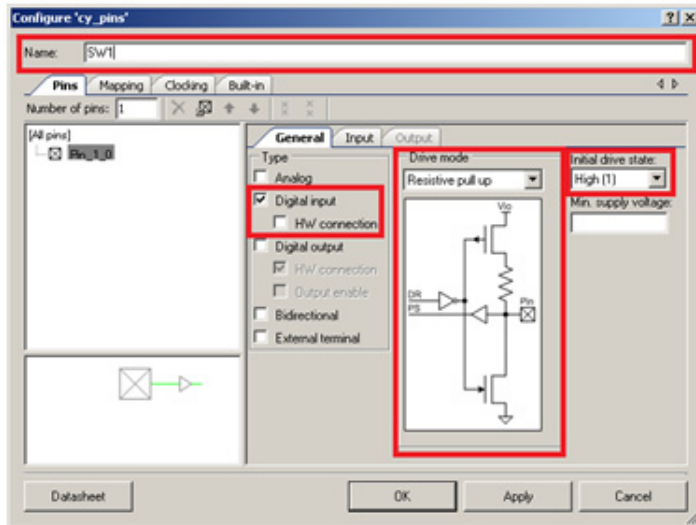 Configure 'cy_pins'
Name: SW1
Pins Mapping Clocking Built-in
Number of pins: 1
[All pins]
Pin_1_0
General Input Output
Type
Analog
Digital input
HW connection
Digital output
HW connection
Output enable
Bidirectional
External terminal
Drive mode
Resistive pull up
Vio
DR
PS
Pin
Initial drive state:
High (1)
Min. supply voltage:
Datasheet OK Apply Cancel